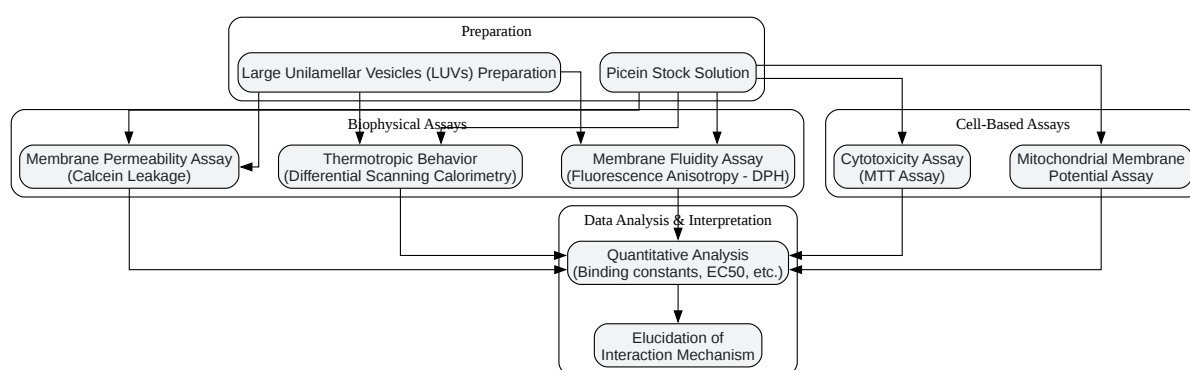 Preparation
Large Unilamellar Vesicles (LUVs) Preparation
Picein Stock Solution
Biophysical Assays
Cell-Based Assays
Membrane Permeability Assay
(Calcein Leakage)
Thermotropic Behavior
(Differential Scanning Calorimetry)
Membrane Fluidity Assay
(Fluorescence Anisotropy - DPH)
Cytotoxicity Assay
(MTT Assay)
Mitochondrial Membrane
Potential Assay
Data Analysis & Interpretation
Quantitative Analysis
(Binding constants, EC50, etc.)
Elucidation of
Interaction Mechanism